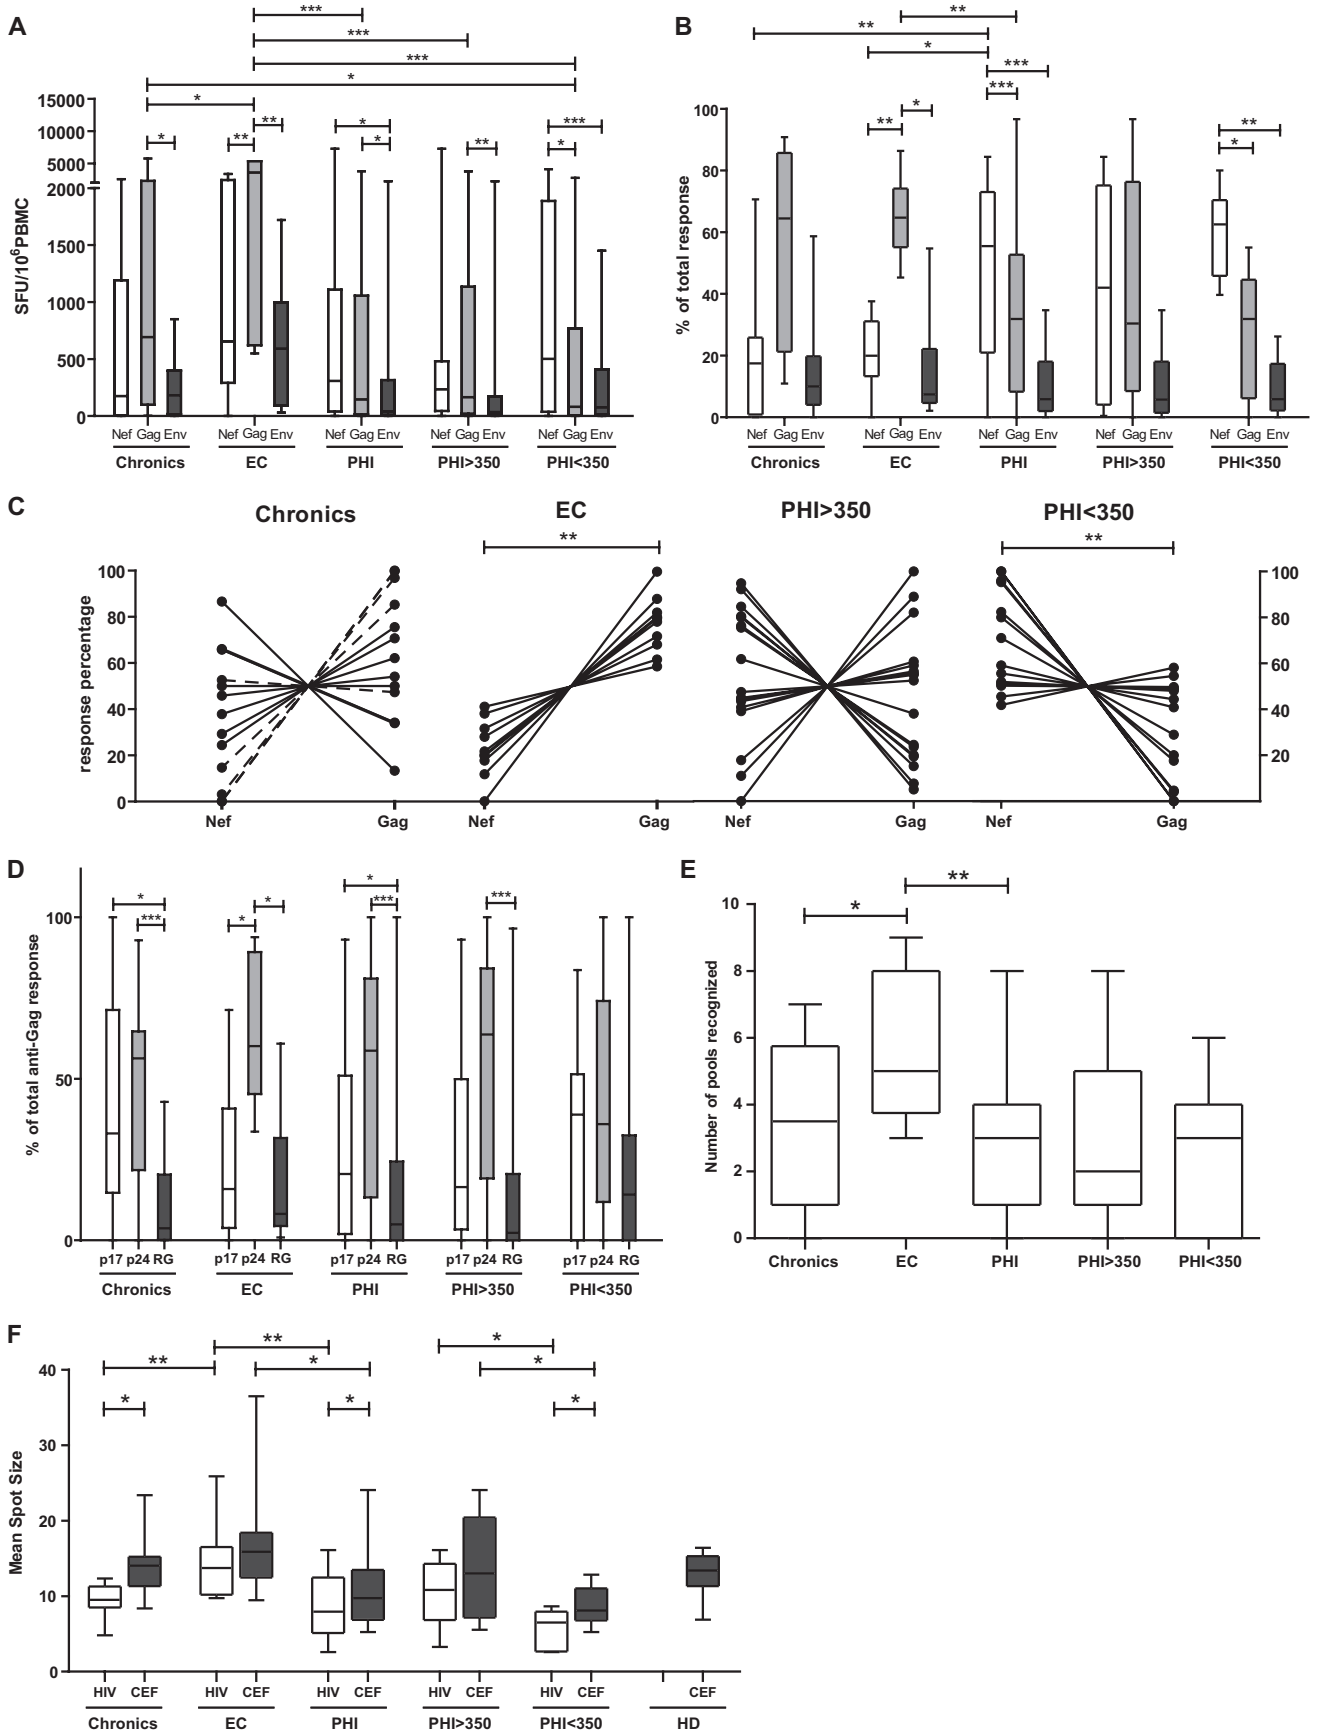 A
***
***
***
*
*
* ** ** * * ** * ***
15000
10000
5000
2000
1500
1000
500
0
SFU/10⁶PBMC
Nef Gag Env Nef Gag Env Nef Gag Env Nef Gag Env Nef Gag Env
Chronics EC PHI PHI>350 PHI<350
B
**
**
*
***
***
** *
**
*
100
80
60
40
20
0
% of total response
Nef Gag Env Nef Gag Env Nef Gag Env Nef Gag Env Nef Gag Env
Chronics EC PHI PHI>350 PHI<350
C
Chronics EC PHI>350 PHI<350
** **
100 100
80 80
60 60
40 40
20 20
0
response percentage
Nef Gag Nef Gag Nef Gag Nef Gag
D
* ***
* *
* ***
***
100
50
0
% of total anti-Gag response
p17 p24 RG p17 p24 RG p17 p24 RG p17 p24 RG p17 p24 RG
Chronics EC PHI PHI>350 PHI<350
E
**
*
10
8
6
4
2
0
Number of pools recognized
Chronics EC PHI PHI>350 PHI<350
F
** *
** * *
* * *
40
30
20
10
0
Mean Spot Size
HIV CEF HIV CEF HIV CEF HIV CEF HIV CEF CEF
Chronics EC PHI PHI>350 PHI<350 HD